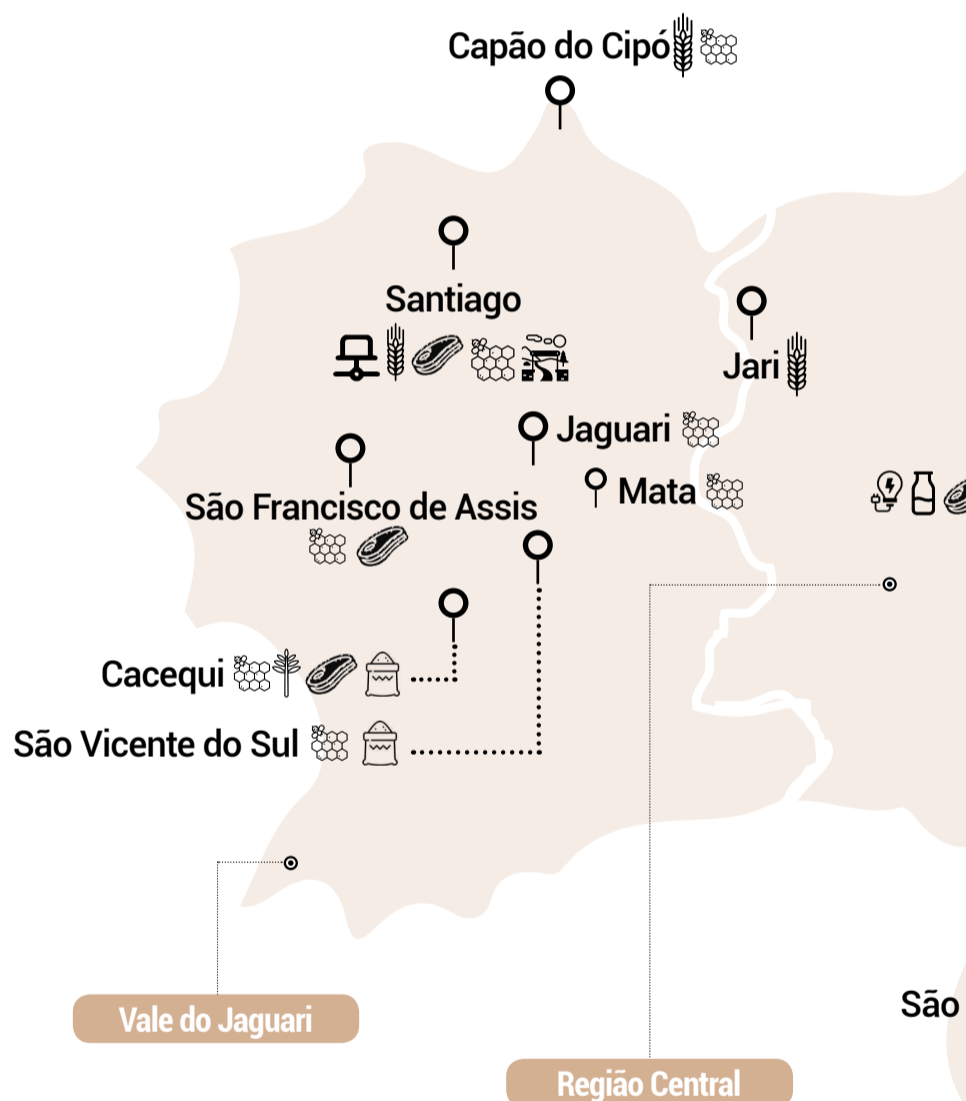 Capão do Cipó
Santiago
Jari
Jaguari
Mata
São Francisco de Assis
Cacequi
São Vicente do Sul
Vale do Jaguari
São
Região Central